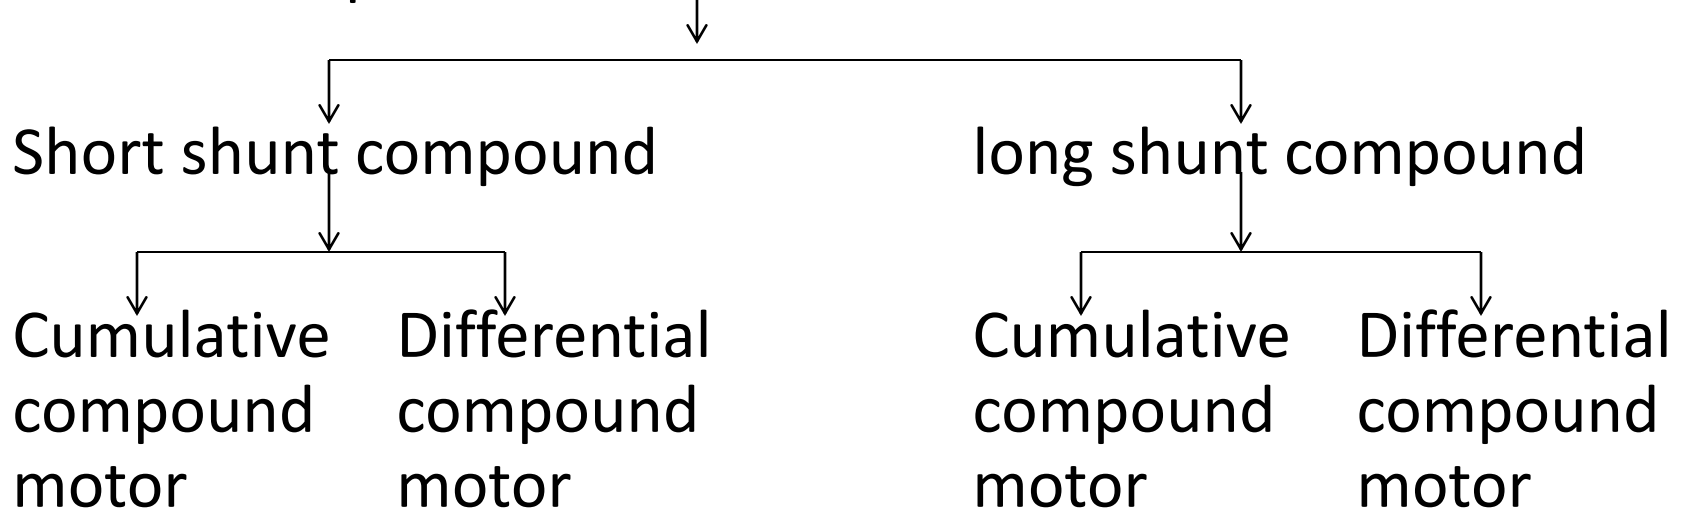 Short shunt compound
long shunt compound
Cumulative
compound
motor
Differential
compound
motor
Cumulative
compound
motor
Differential
compound
motor